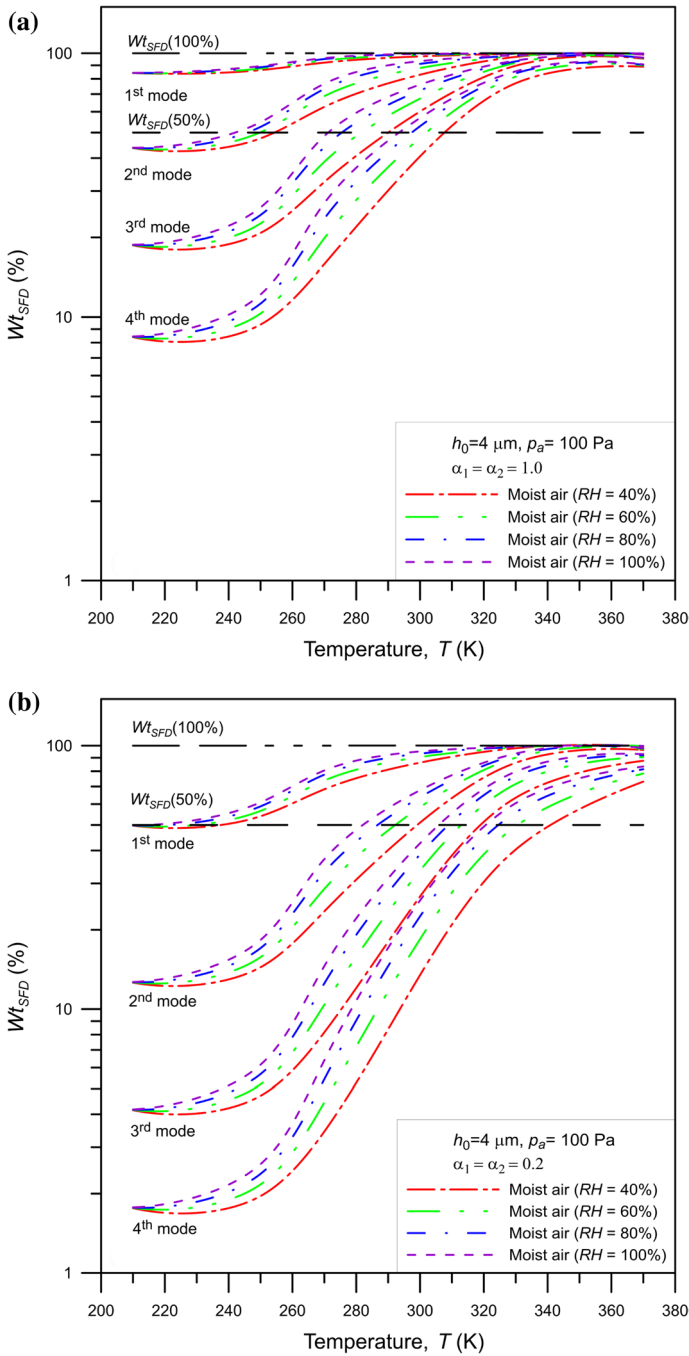 (a)
Wt_SFD(100%)
100
1st mode
Wt_SFD(50%)
2nd mode
3rd mode
4th mode
10
Wt_SFD (%)
h₀=4 μm, pₐ= 100 Pa
α₁ = α₂ = 1.0
Moist air (RH = 40%)
Moist air (RH = 60%)
Moist air (RH = 80%)
Moist air (RH = 100%)
1
200 220 240 260 280 300 320 340 360 380
Temperature, T (K)
(b)
Wt_SFD(100%)
100
Wt_SFD(50%)
1st mode
2nd mode
10
Wt_SFD (%)
3rd mode
4th mode
h₀=4 μm, pₐ= 100 Pa
α₁ = α₂ = 0.2
Moist air (RH = 40%)
Moist air (RH = 60%)
Moist air (RH = 80%)
Moist air (RH = 100%)
1
200 220 240 260 280 300 320 340 360 380
Temperature, T (K)